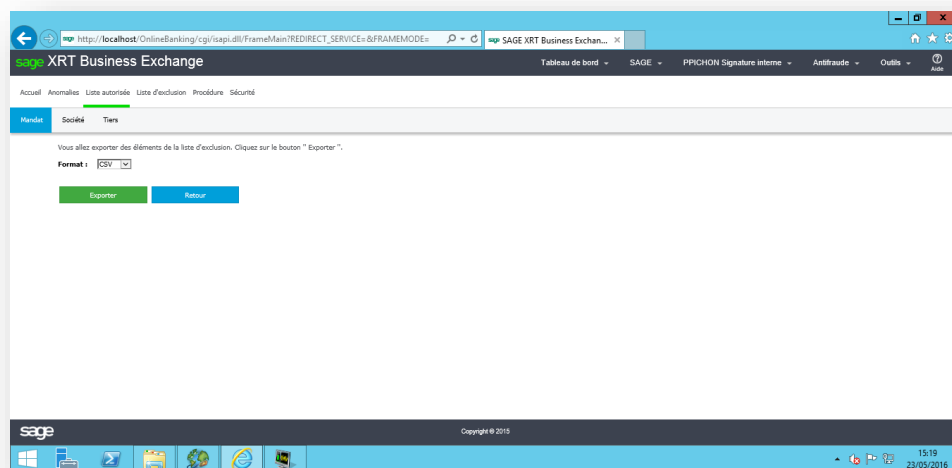 http://localhost/OnlineBanking/cgi/isapi.dll/FrameMain?REDIRECT_SERVICE=&FRAMEMODE=
SAGE XRT Business Exchan...
sage XRT Business Exchange
Tableau de bord
SAGE
PPICHON Signature interne
Antifraude
Outils
Aide
Accueil Anomalies Liste autorisée Liste d'exclusion Procédure Sécurité
Mandat Société Tiers
Vous allez exporter des éléments de la liste d'exclusion. Cliquez sur le bouton " Exporter ".
Format : CSV
Exporter Retour
sage
Copyright © 2015
15:19
23/05/2016